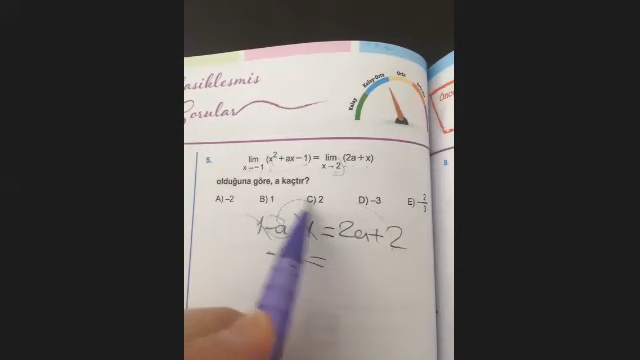 Sorular
Kolay
Kolay-Orta
Orta
5. lim x→-1 (x² + ax - 1) = lim x→2 (2a + x)
olduğuna göre, a kaçtır?
A) -2 B) 1 C) 2 D) -3 E) -2/3
1-a = 2a+2
=